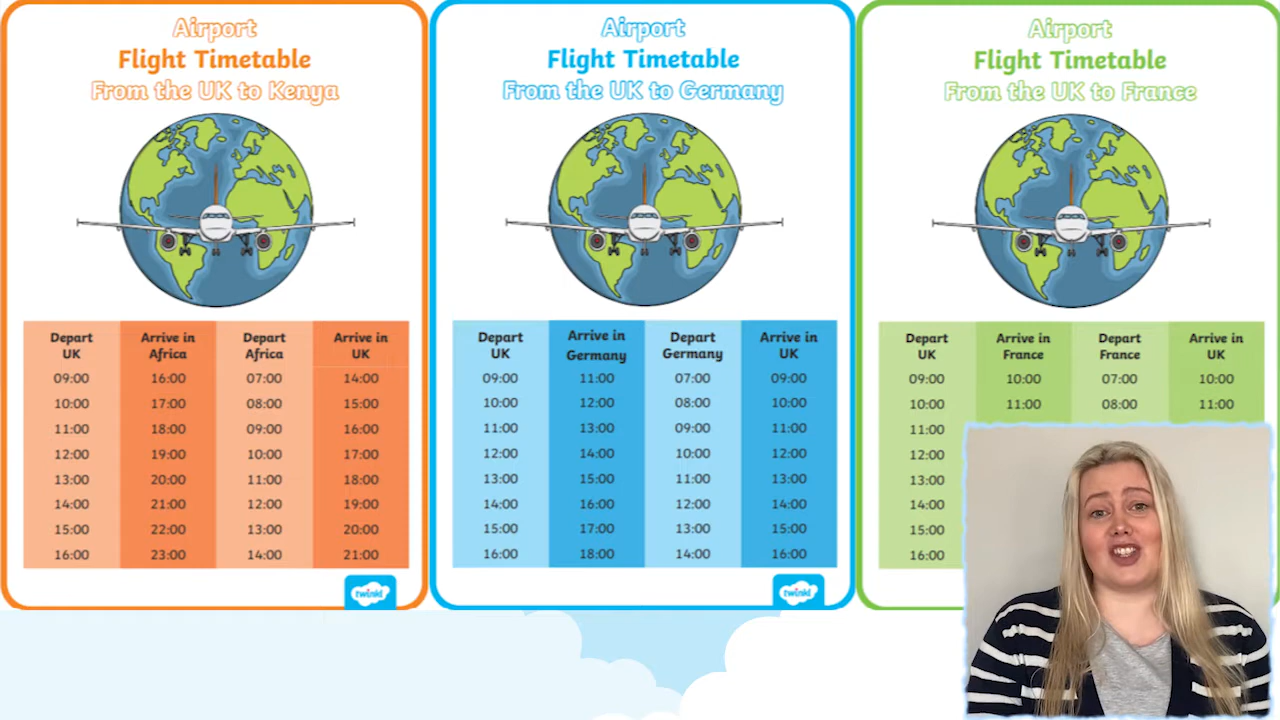 Airport
Flight Timetable
From the UK to Kenya
Depart UK Arrive in Africa Depart Africa Arrive in UK
09:00 16:00 07:00 14:00
10:00 17:00 08:00 15:00
11:00 18:00 09:00 16:00
12:00 19:00 10:00 17:00
13:00 20:00 11:00 18:00
14:00 21:00 12:00 19:00
15:00 22:00 13:00 20:00
16:00 23:00 14:00 21:00
twinkl
Airport
Flight Timetable
From the UK to Germany
Depart UK Arrive in Germany Depart Germany Arrive in UK
09:00 11:00 07:00 09:00
10:00 12:00 08:00 10:00
11:00 13:00 09:00 11:00
12:00 14:00 10:00 12:00
13:00 15:00 11:00 13:00
14:00 16:00 12:00 14:00
15:00 17:00 13:00 15:00
16:00 18:00 14:00 16:00
twinkl
Airport
Flight Timetable
From the UK to France
Depart UK Arrive in France Depart France Arrive in UK
09:00 10:00 07:00 10:00
10:00 11:00 08:00 11:00
11:00
12:00
13:00
14:00
15:00
16:00